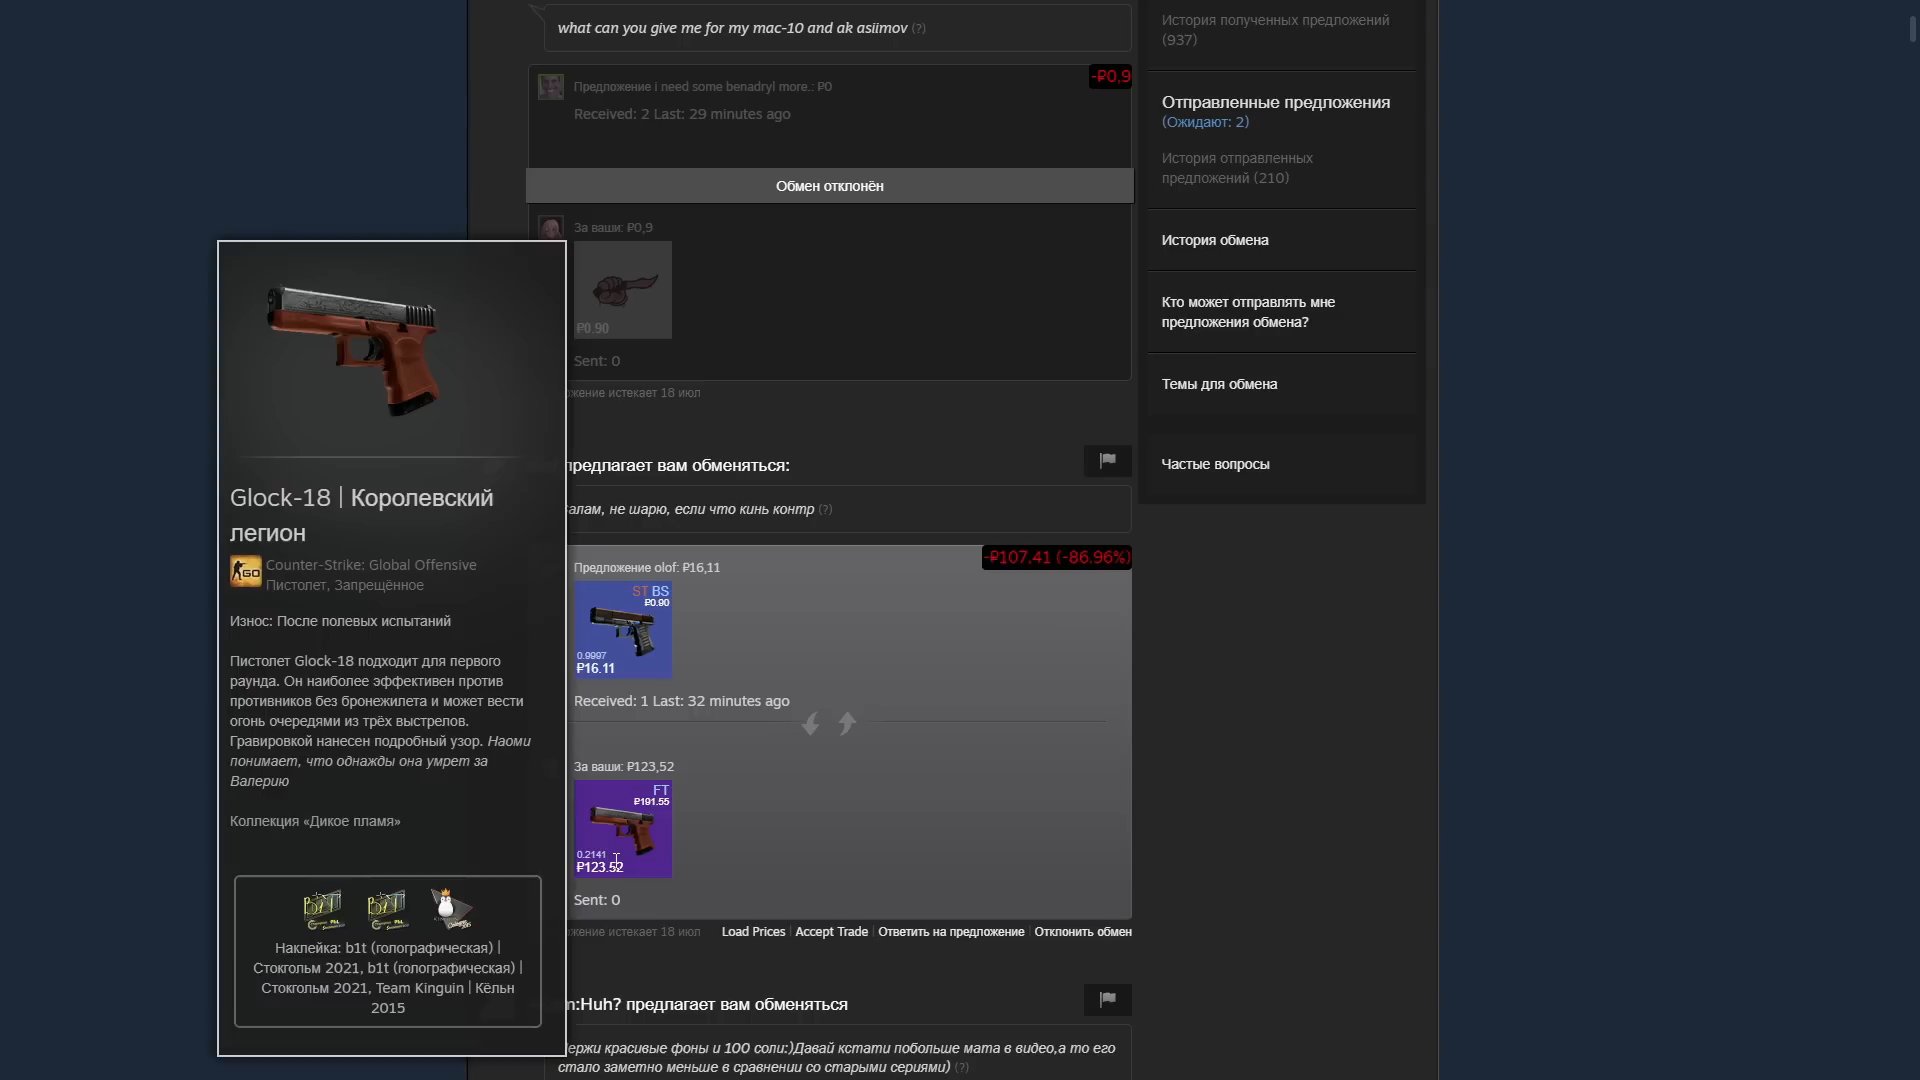 what can you give me for my mac-10 and ak asiimov (?)
-₽0,9
Предложение i need some benadryl more.: ₽0
Received: 2 Last: 29 minutes ago
Обмен отклонён
За ваши: ₽0,9
₽0.90
Sent: 0
ожение истекает 18 июл
предлагает вам обменяться:
алам, не шарю, если что кинь контр (?)
-₽107,41 (-86.96%)
Предложение olof: ₽16,11
ST BS
₽0.90
0.9997
₽16.11
Received: 1 Last: 32 minutes ago
За ваши: ₽123,52
FT
₽191.55
0.2141
₽123.52
Sent: 0
ожение истекает 18 июл
Load Prices | Accept Trade | Ответить на предложение | Отклонить обмен
:Huh? предлагает вам обменяться
ержи красивые фоны и 100 соли:)Давай кстати побольше мата в видео,а то его
стало заметно меньше в сравнении со старыми сериями) (?)
Glock-18 | Королевский
легион
GO
Counter-Strike: Global Offensive
Пистолет, Запрещённое
Износ: После полевых испытаний
Пистолет Glock-18 подходит для первого
раунда. Он наиболее эффективен против
противников без бронежилета и может вести
огонь очередями из трёх выстрелов.
Гравировкой нанесен подробный узор. Наоми
понимает, что однажды она умрет за
Валерию
Коллекция «Дикое пламя»
Наклейка: b1t (голографическая) |
Стокгольм 2021, b1t (голографическая) |
Стокгольм 2021, Team Kinguin | Кёльн
2015
История полученных предложений
(937)
Отправленные предложения
(Ожидают: 2)
История отправленных
предложений (210)
История обмена
Кто может отправлять мне
предложения обмена?
Темы для обмена
Частые вопросы